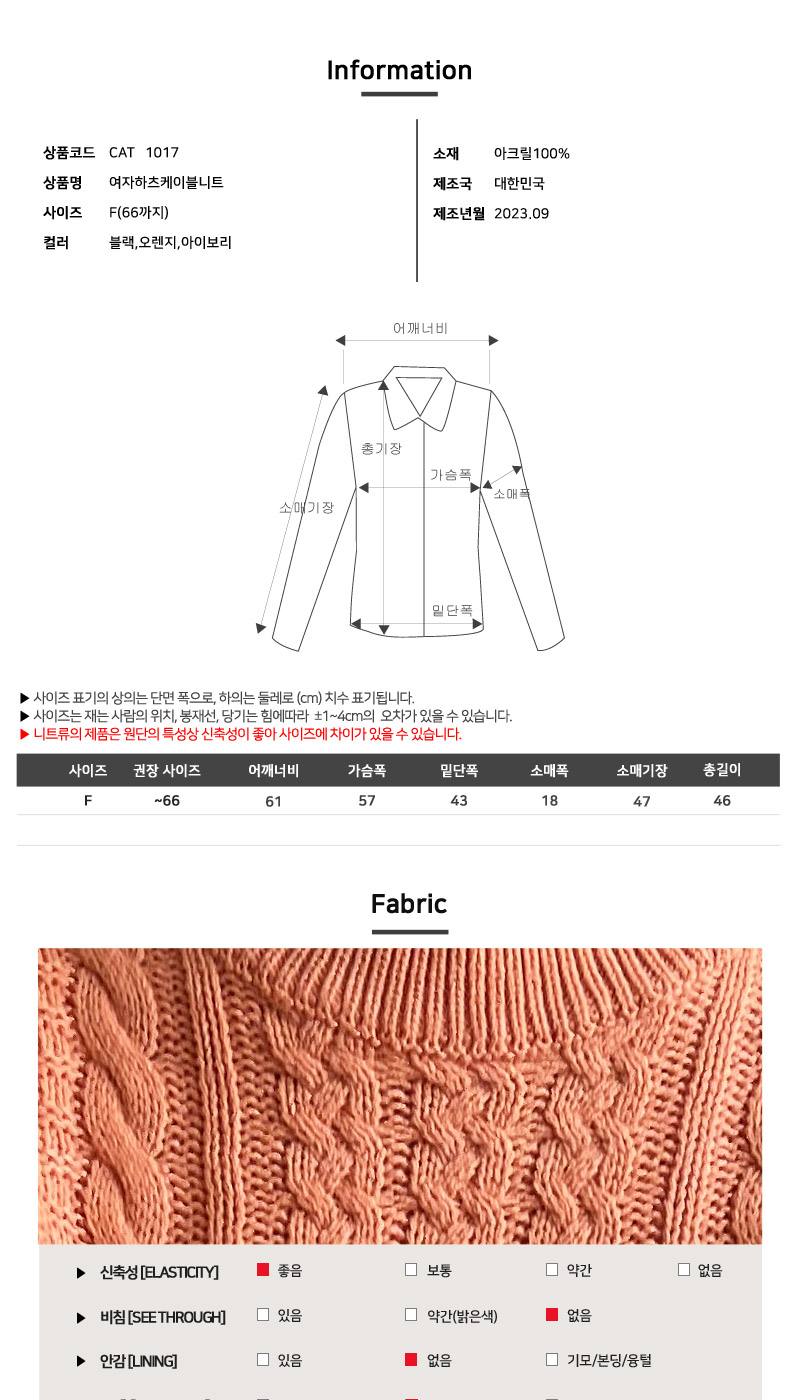 Information
상품코드 CAT 1017
상품명 여자하츠케이블니트
사이즈 F(66까지)
컬러 블랙,오렌지,아이보리
소재 아크릴100%
제조국 대한민국
제조년월 2023.09
어깨너비
총기장
가슴폭
소매폭
소매기장
밑단폭
▶ 사이즈 표기의 상의는 단면 폭으로, 하의는 둘레로 (cm) 치수 표기됩니다.
▶ 사이즈는 재는 사람의 위치, 봉재선, 당기는 힘에따라 ±1~4cm의 오차가 있을 수 있습니다.
▶ 니트류의 제품은 원단의 특성상 신축성이 좋아 사이즈에 차이가 있을 수 있습니다.
사이즈 권장 사이즈 어깨너비 가슴폭 밑단폭 소매폭 소매기장 총길이
F ~66 61 57 43 18 47 46
Fabric
▶ 신축성 [ELASTICITY] 좋음 보통 약간 없음
▶ 비침 [SEE THROUGH] 있음 약간(밝은색) 없음
▶ 안감 [LINING] 있음 없음 기모/본딩/융털